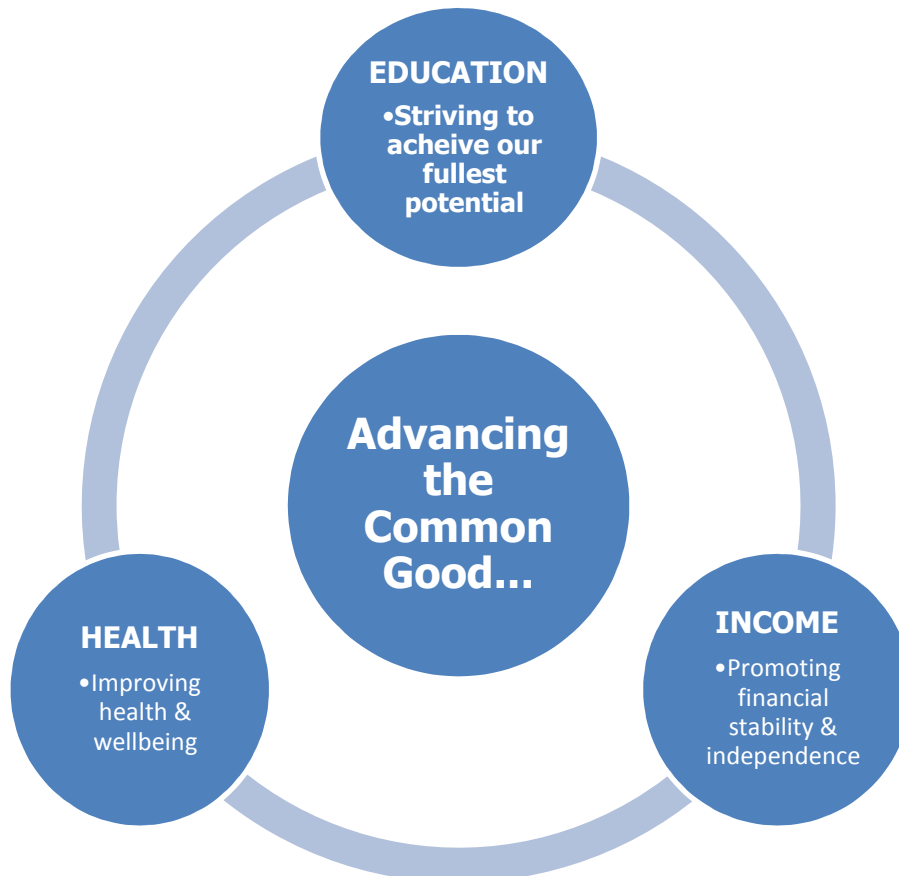 EDUCATION
•Striving to
acheive our
fullest
potential
Advancing
the
Common
Good...
HEALTH
•Improving
health &
wellbeing
INCOME
•Promoting
financial
stability &
independence